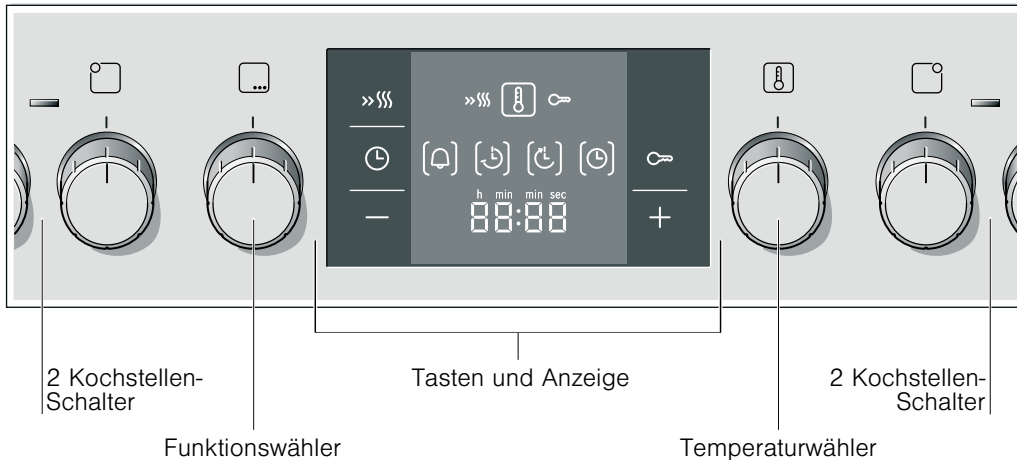 h min min sec
88:88
2 Kochstellen-
Schalter
Tasten und Anzeige
2 Kochstellen-
Schalter
Funktionswähler
Temperaturwähler